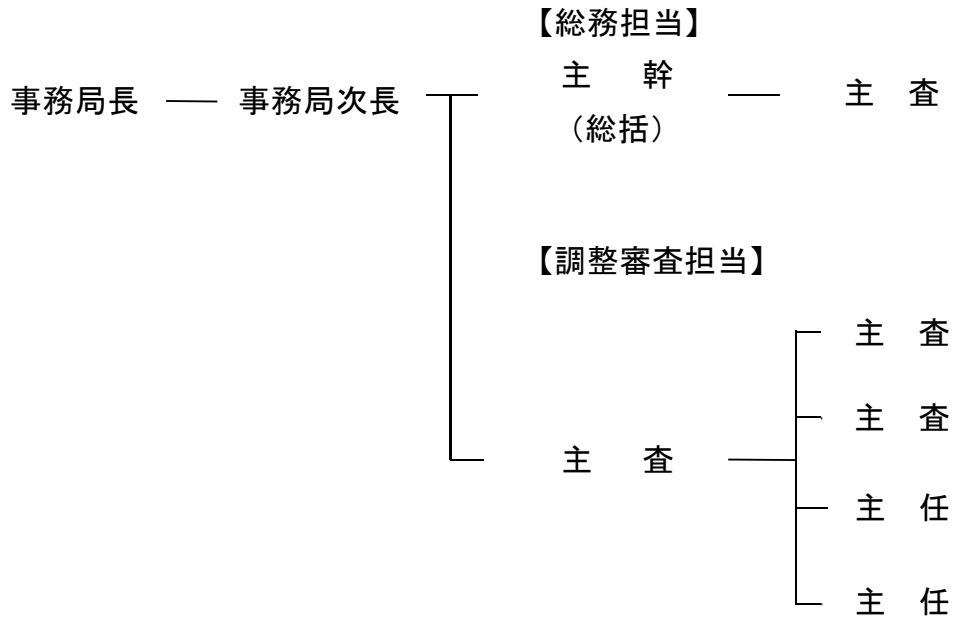 【総務担当】
事務局長 事務局次長 主 幹 主 査
(総括)
【調整審査担当】
主 査
主 査
主 査
主 任
主 任